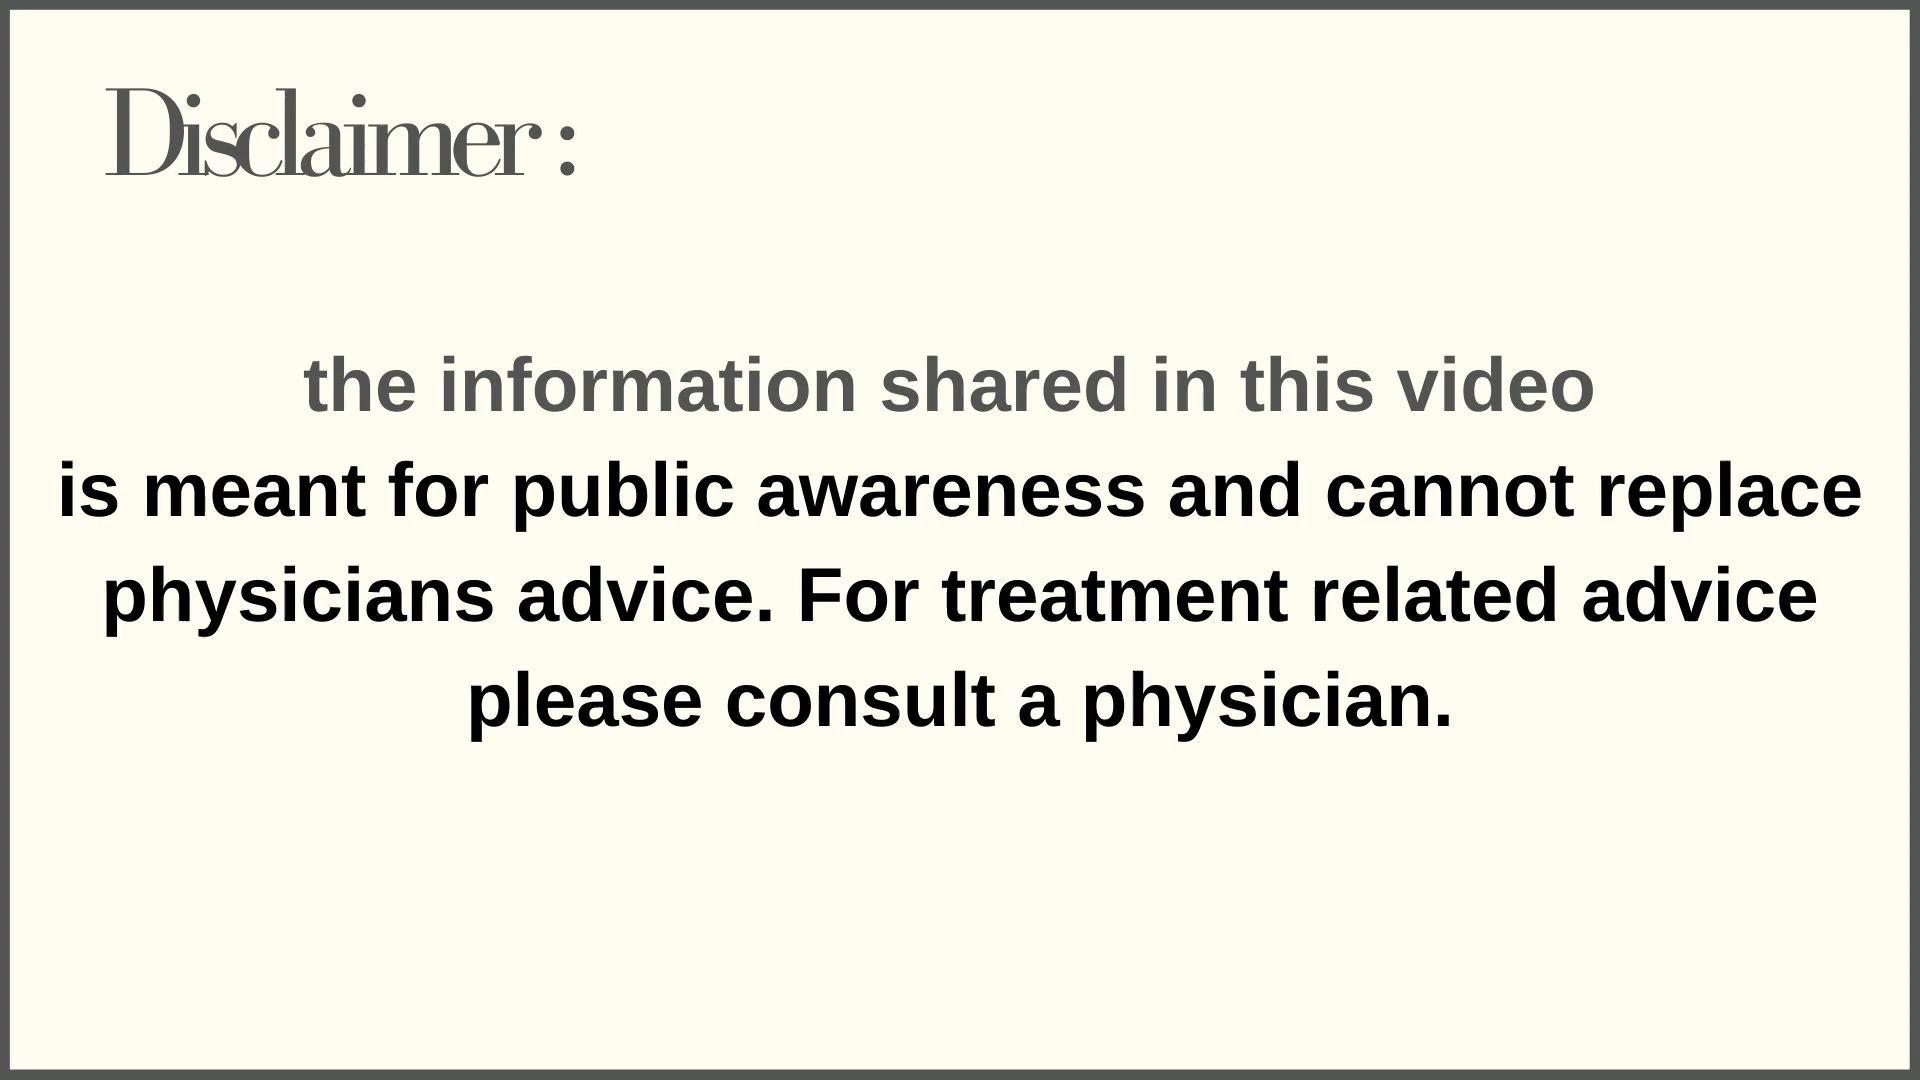 Disclaimer :
the information shared in this video
is meant for public awareness and cannot replace
physicians advice. For treatment related advice
please consult a physician.